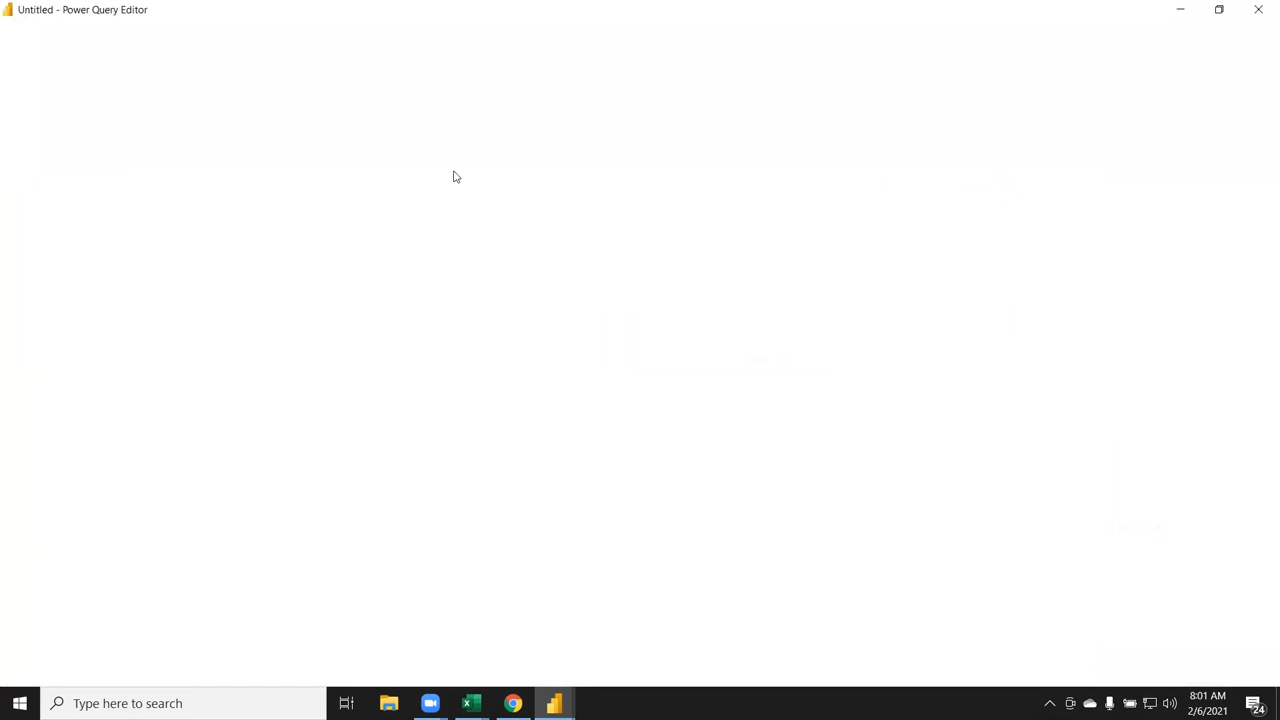 Untitled - Power Query Editor
Type here to search
8:01 AM
2/6/2021
24